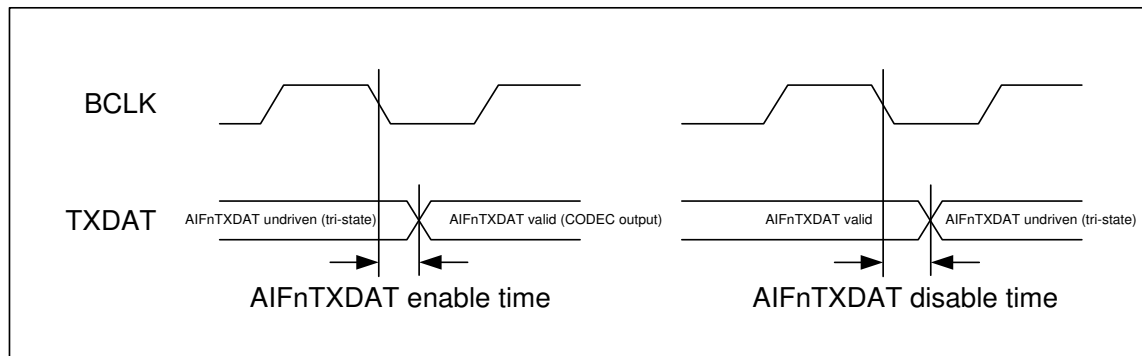 BCLK
TXDAT
AIFnTXDAT undriven (tri-state)
AIFnTXDAT valid (CODEC output)
AIFnTXDAT valid
AIFnTXDAT undriven (tri-state)
AIFnTXDAT enable time
AIFnTXDAT disable time